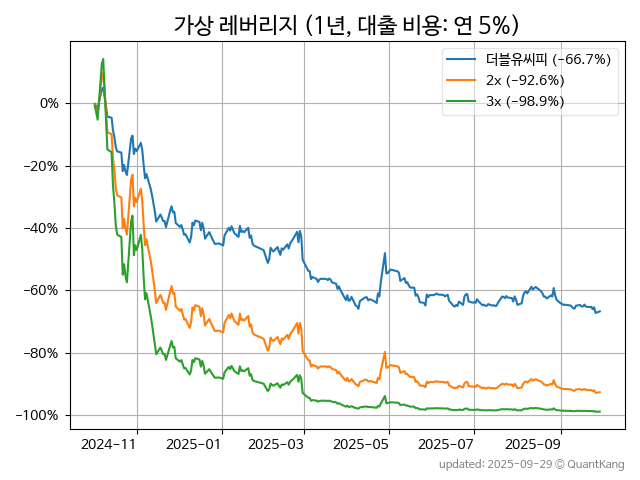 가상 레버리지 (1년, 대출 비용: 연 5%)
더블유씨피 (−66.7%)
2x (−92.6%)
3x (−98.9%)
0%
−20%
−40%
−60%
−80%
−100%
2024-11 2025-01 2025-03 2025-05 2025-07 2025-09
updated: 2025-09-29 © QuantKang